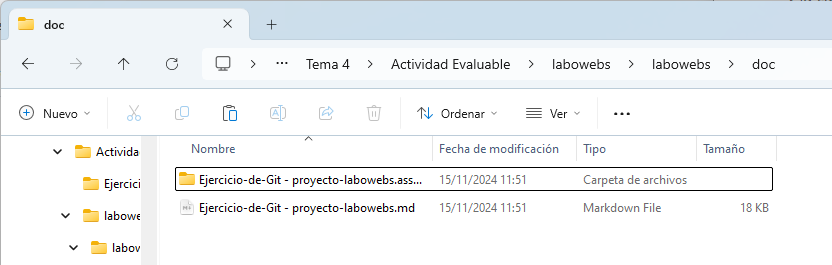 doc
Tema 4 Actividad Evaluable labowebs labowebs doc
Nuevo Ordenar Ver
Nombre Fecha de modificación Tipo Tamaño
Activida
Ejercici
labowe
labow
Ejercicio-de-Git - proyecto-labowebs.ass... 15/11/2024 11:51 Carpeta de archivos
Ejercicio-de-Git - proyecto-labowebs.md 15/11/2024 11:51 Markdown File 18 KB